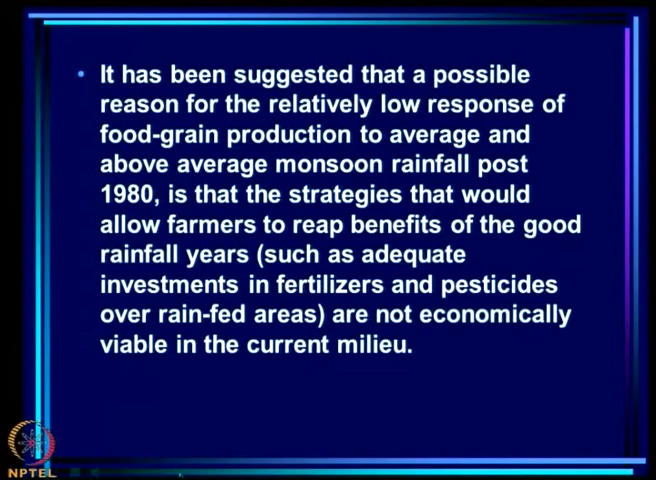 • It has been suggested that a possible
reason for the relatively low response of
food-grain production to average and
above average monsoon rainfall post
1980, is that the strategies that would
allow farmers to reap benefits of the good
rainfall years (such as adequate
investments in fertilizers and pesticides
over rain-fed areas) are not economically
viable in the current milieu.
NPTEL